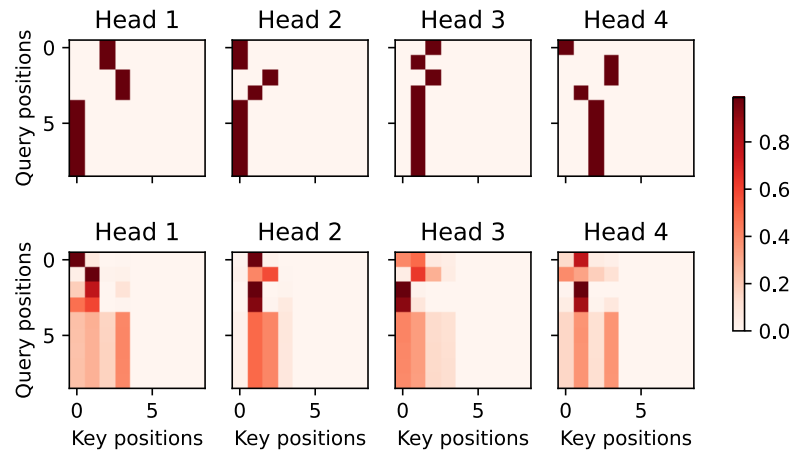 Head 1 Head 2 Head 3 Head 4
Query positions
0
5
Head 1 Head 2 Head 3 Head 4
Query positions
0
5
0 5 0 5 0 5 0 5
Key positions Key positions Key positions Key positions
0.8
0.6
0.4
0.2
0.0